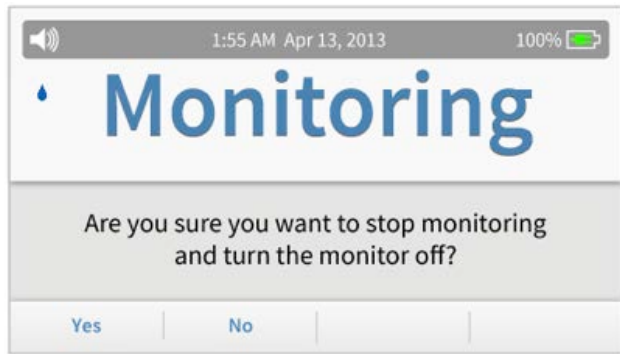 1:55 AM Apr 13, 2013 100%
Monitoring
Are you sure you want to stop monitoring
and turn the monitor off?
Yes No